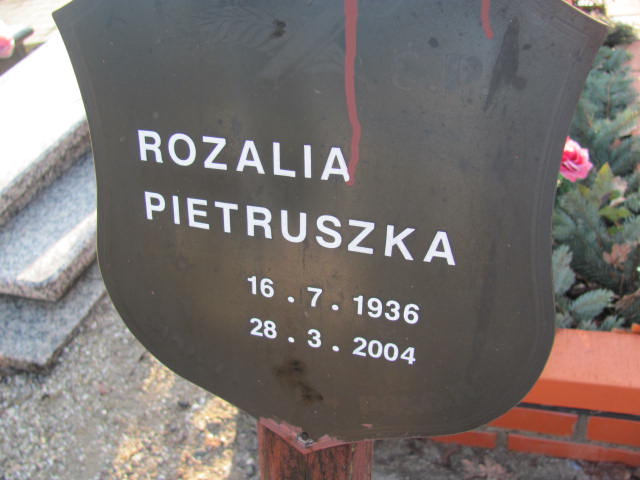 Ś.P.
ROZALIA
PIETRUSZKA
16.7.1936
28.3.2004